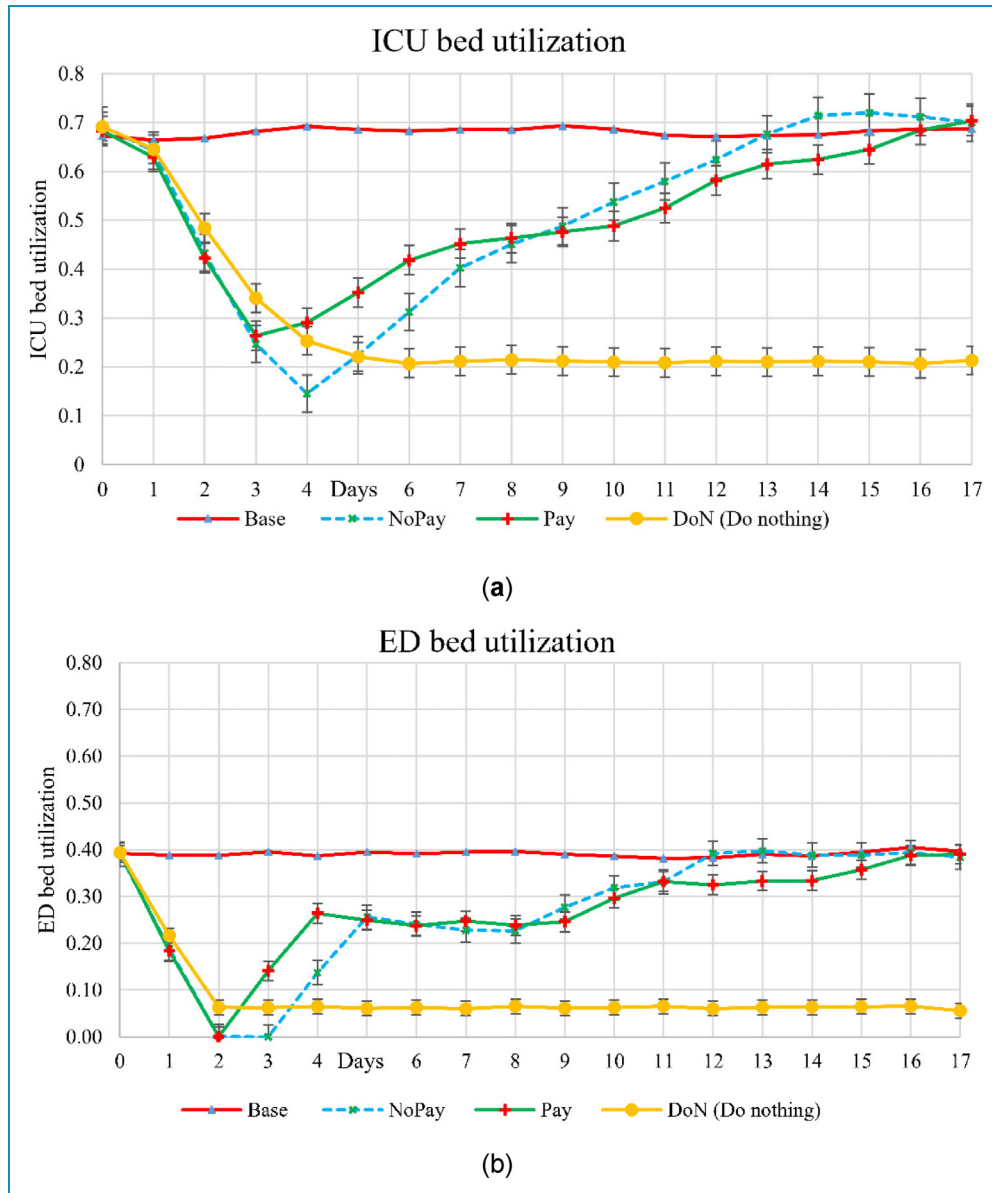 ICU bed utilization
ICU bed utilization
0.8
0.7
0.6
0.5
0.4
0.3
0.2
0.1
0
0 1 2 3 4 Days 6 7 8 9 10 11 12 13 14 15 16 17
Base NoPay Pay DoN (Do nothing)
(a)
ED bed utilization
ED bed utilization
0.80
0.70
0.60
0.50
0.40
0.30
0.20
0.10
0.00
0 1 2 3 4 Days 6 7 8 9 10 11 12 13 14 15 16 17
Base NoPay Pay DoN (Do nothing)
(b)